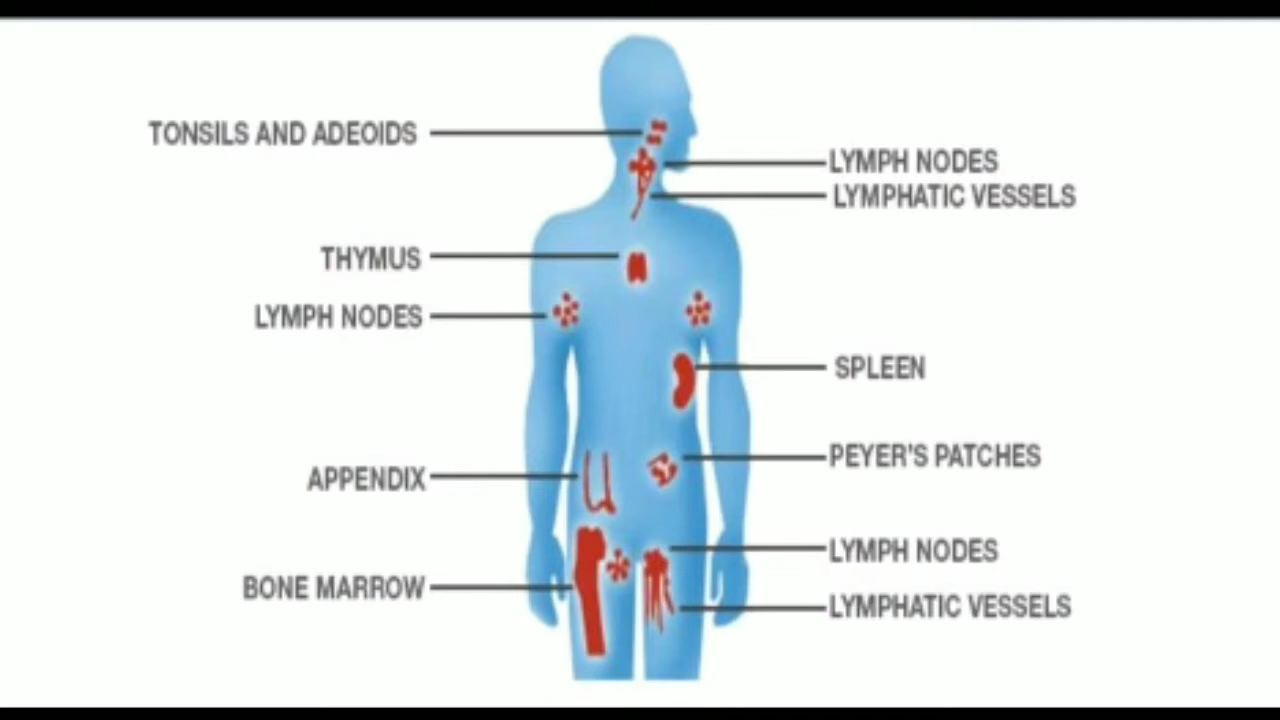 TONSILS AND ADEOIDS
LYMPH NODES
LYMPHATIC VESSELS
THYMUS
LYMPH NODES
SPLEEN
PEYER'S PATCHES
APPENDIX
LYMPH NODES
BONE MARROW
LYMPHATIC VESSELS